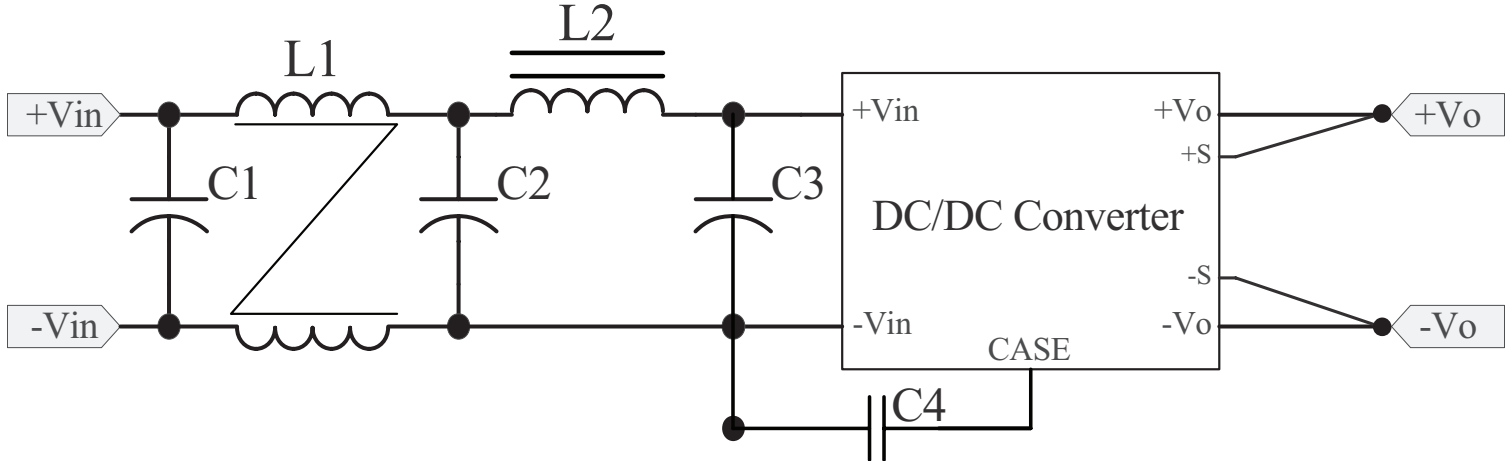 L1
L2
+Vin
+Vin
+Vo
+Vo
+S
C1
C2
C3
DC/DC Converter
-S
-Vin
-Vin
-Vo
-Vo
CASE
C4